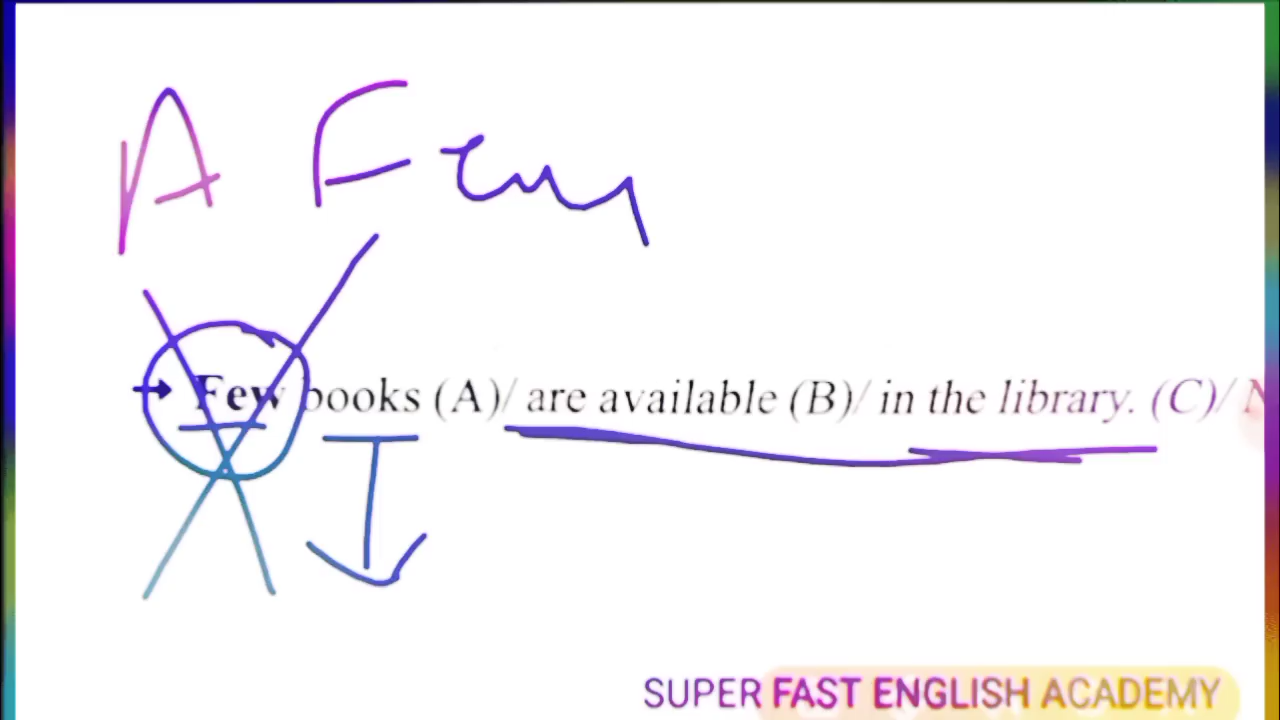 A Few
Few books (A)/ are available (B)/ in the library. (C)/ N
SUPER FAST ENGLISH ACADEMY